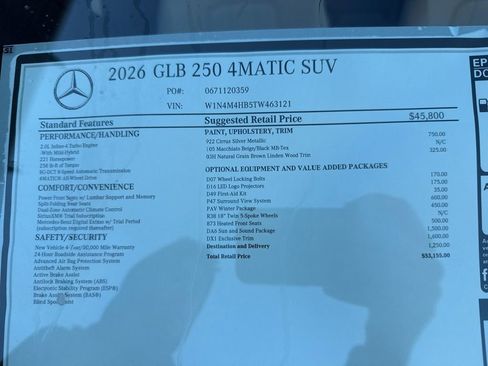 2026 GLB 250 4MATIC SUV
PO#: 0671120359
VIN: W1N4M4HB5TW463121
Standard Features
PERFORMANCE/HANDLING
2.0L Inline-4 Turbo Engine
With Mild Hybrid
221 Horsepower
258 lb-ft of Torque
8G-DCT 8-Speed Automatic Transmission
4MATIC® All-Wheel Drive
COMFORT/CONVENIENCE
Power Front Seats w/ Lumbar Support and Memory
Split-Folding Rear Seats
Dual-Zone Automatic Climate Control
SiriusXM® Trial Subscription
Mercedes-Benz Digital Extras w/ Trial Period
(subscription required thereafter)
SAFETY/SECURITY
New Vehicle 4-Year/50,000 Mile Warranty
24-Hour Roadside Assistance Program
Advanced Air Bag Protection System
Antitheft Alarm System
Active Brake Assist
Antilock Braking System (ABS)
Electronic Stability Program (ESP®)
Brake Assist System (BAS®)
Blind Spot
Suggested Retail Price $45,800
PAINT, UPHOLSTERY, TRIM
922 Cirrus Silver Metallic 750.00
105 Macchiato Beige/Black MB-Tex N/C
03H Natural Grain Brown Linden Wood Trim 325.00
OPTIONAL EQUIPMENT AND VALUE ADDED PACKAGES
D07 Wheel Locking Bolts 170.00
D16 LED Logo Projectors 175.00
D49 First-Aid Kit 35.00
P47 Surround View System 600.00
PAV Winter Package 450.00
R38 18" Twin 5-Spoke Wheels N/C
873 Heated Front Seats 500.00
DA6 Sun and Sound Package 1,500.00
DX1 Exclusive Trim 1,600.00
Destination and Delivery 1,250.00
Total Retail Price $53,155.00
EP
DO